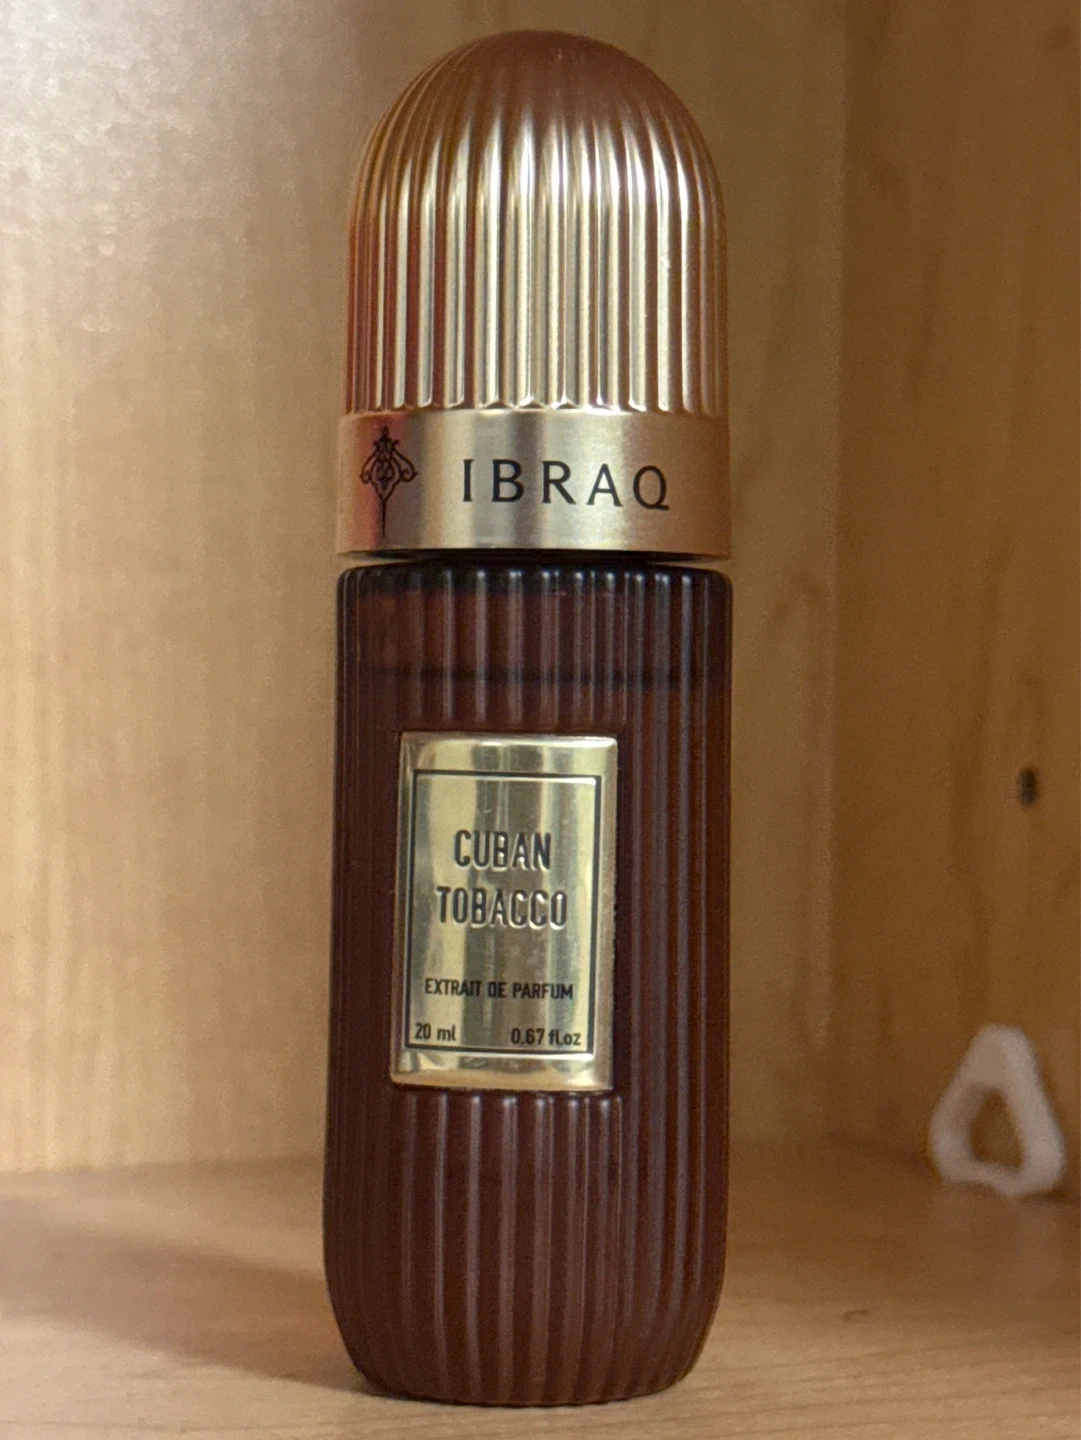 IBRAQ
CUBAN
TOBACCO
EXTRAIT DE PARFUM
20 ml 0.67 fl.oz